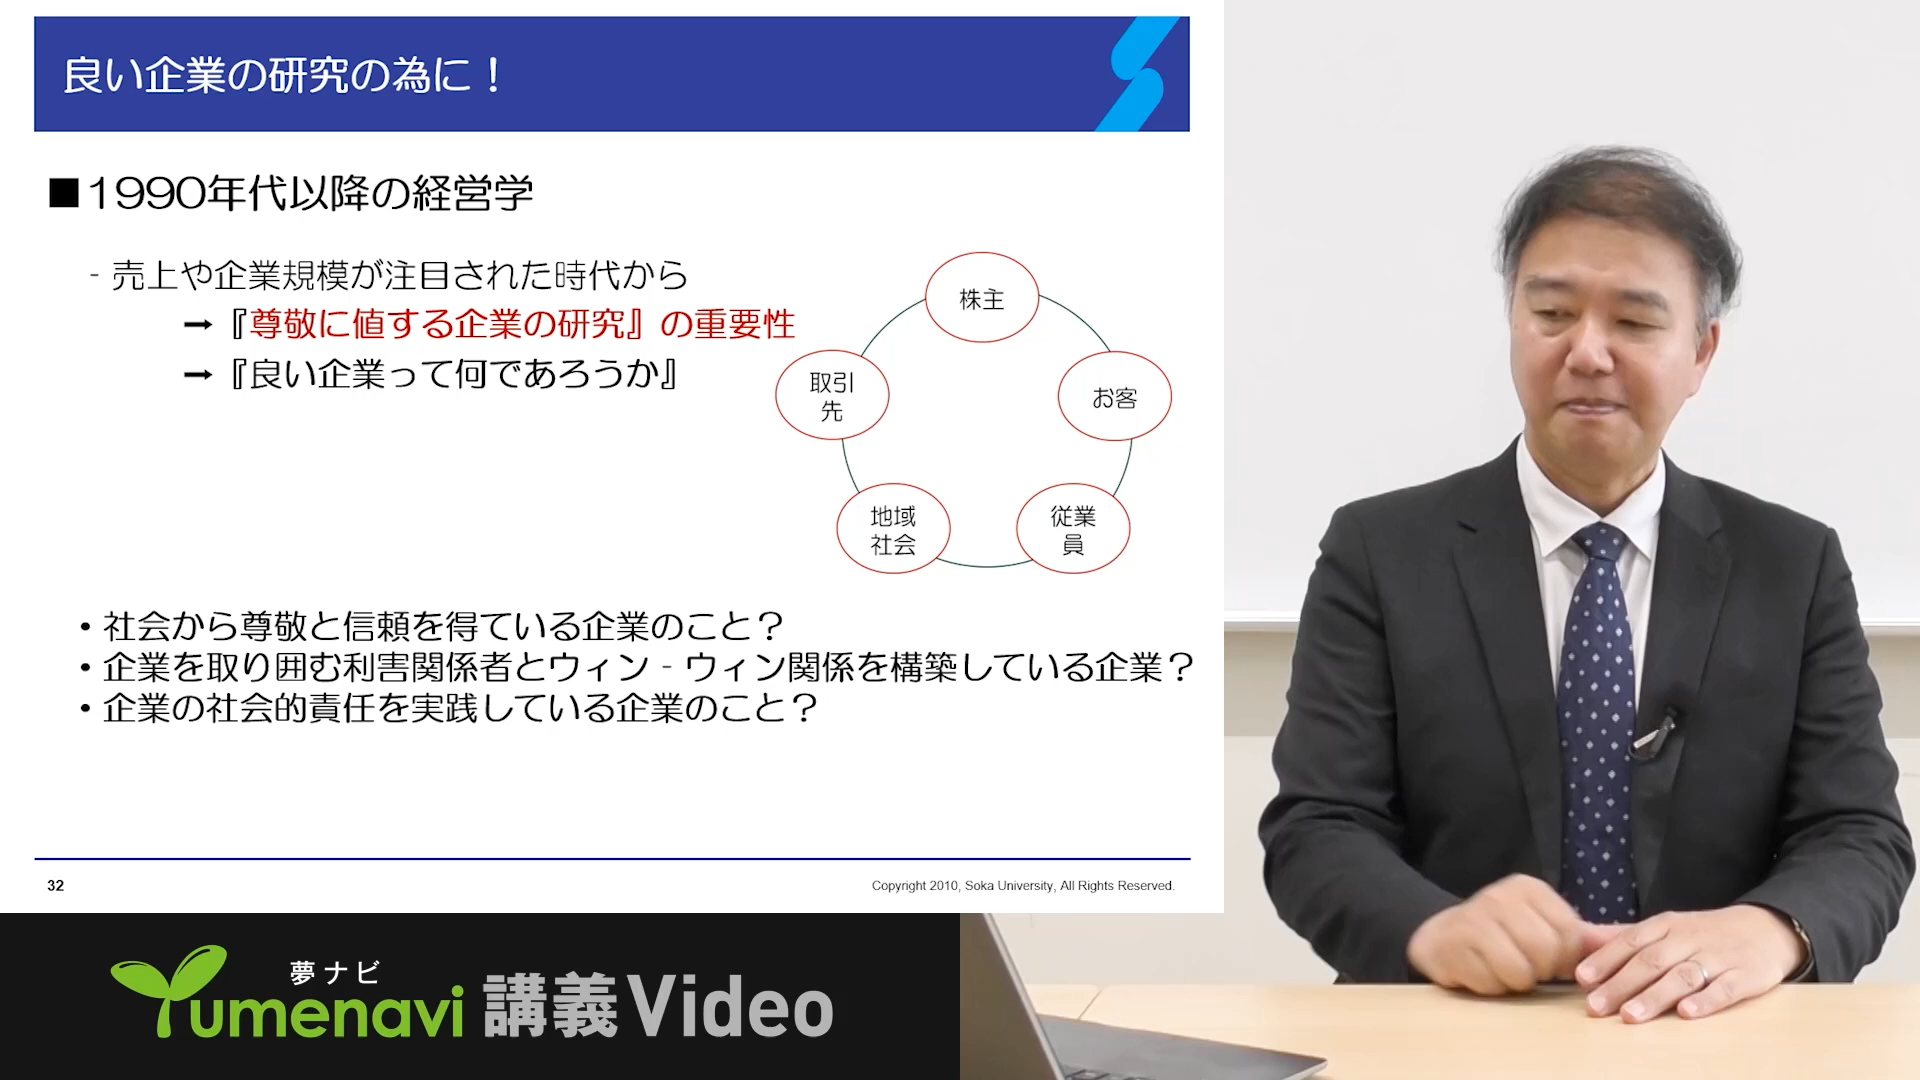 良い企業の研究の為に！
■1990年代以降の経営学
- 売上や企業規模が注目された時代から
➞『尊敬に値する企業の研究』の重要性
➞『良い企業って何であろうか』
株主
取引
先
お客
地域
社会
従業
員
• 社会から尊敬と信頼を得ている企業のこと？
• 企業を取り囲む利害関係者とウィン‐ウィン関係を構築している企業？
• 企業の社会的責任を実践している企業のこと？
32
Copyright 2010, Soka University, All Rights Reserved.
夢ナビ
Yumenavi 講義Video